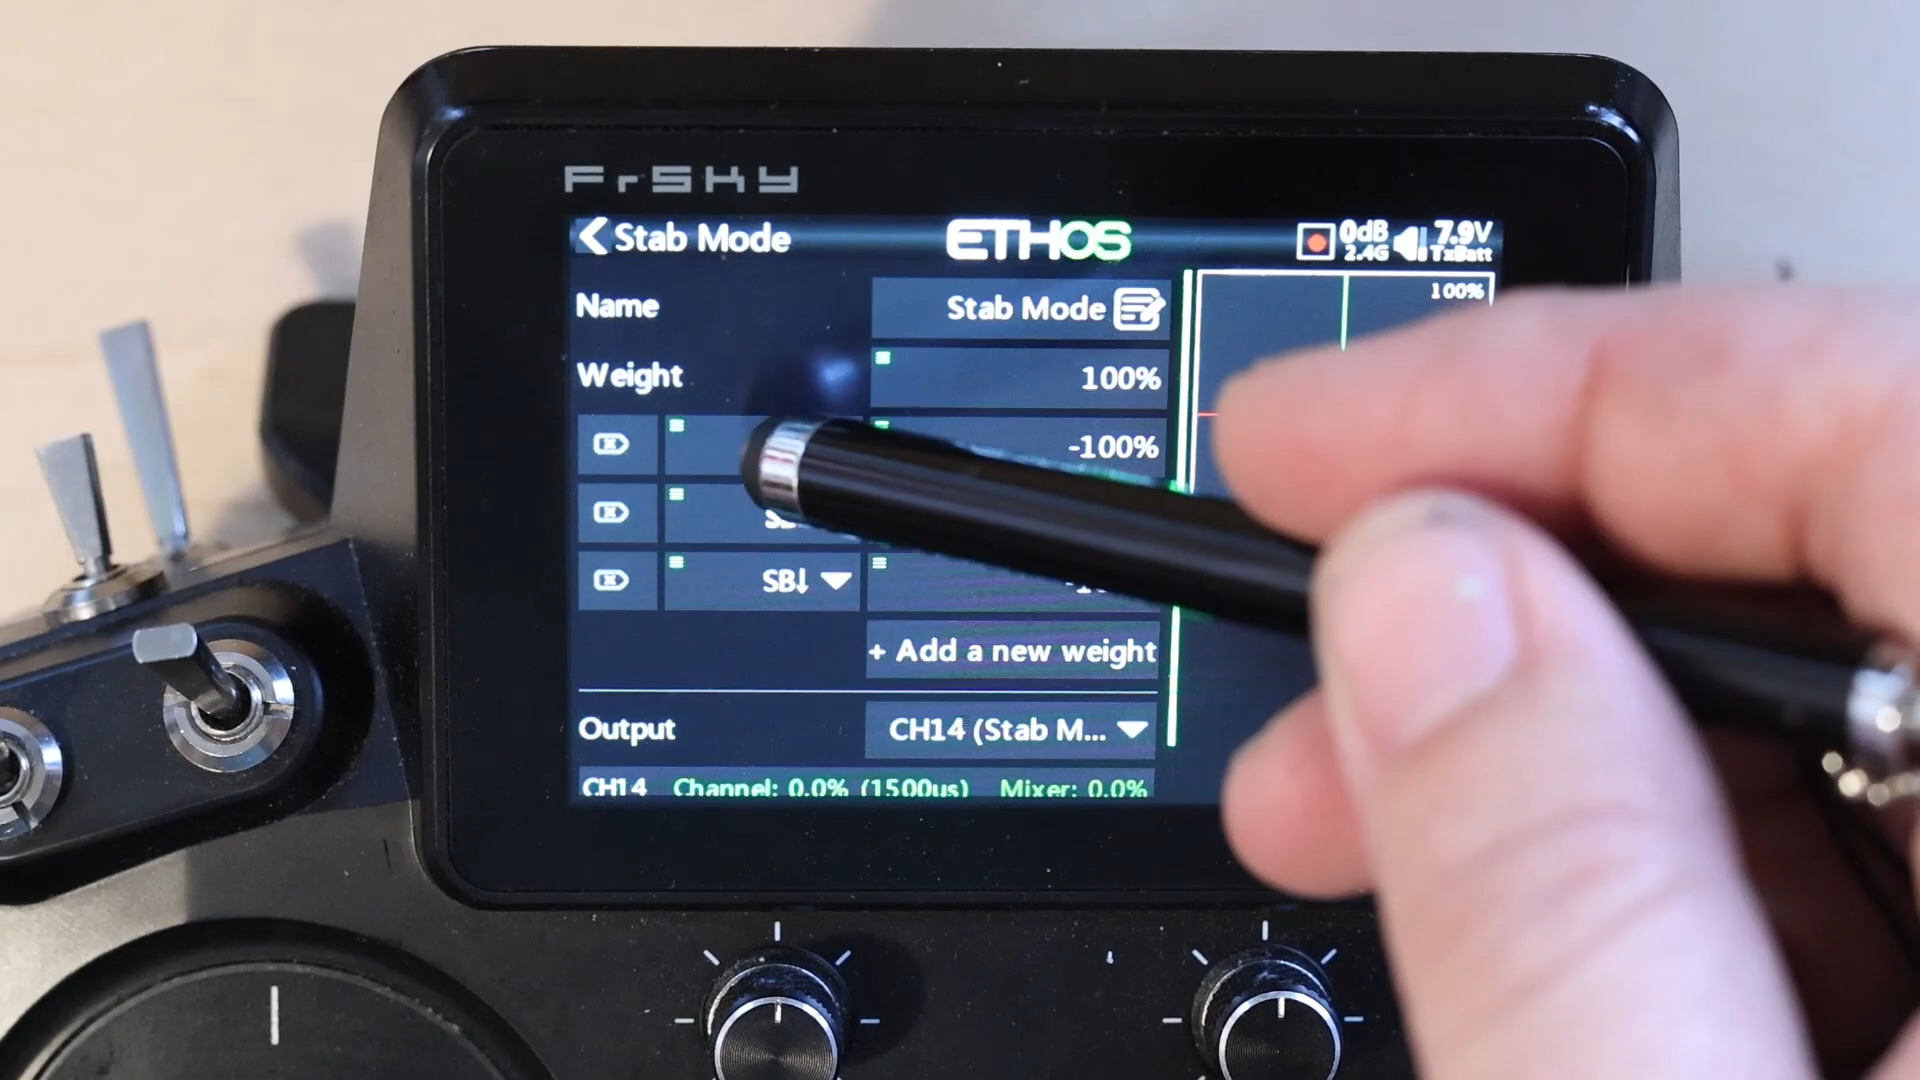 FrSKY
Stab Mode
ETHOS
0dB
2.4G
7.9V
TxBatt
Name
Stab Mode
100%
Weight
100%
-100%
SB↓
+ Add a new weight
Output
CH14 (Stab M...
CH14 Channel: 0.0% (1500us) Mixer: 0.0%